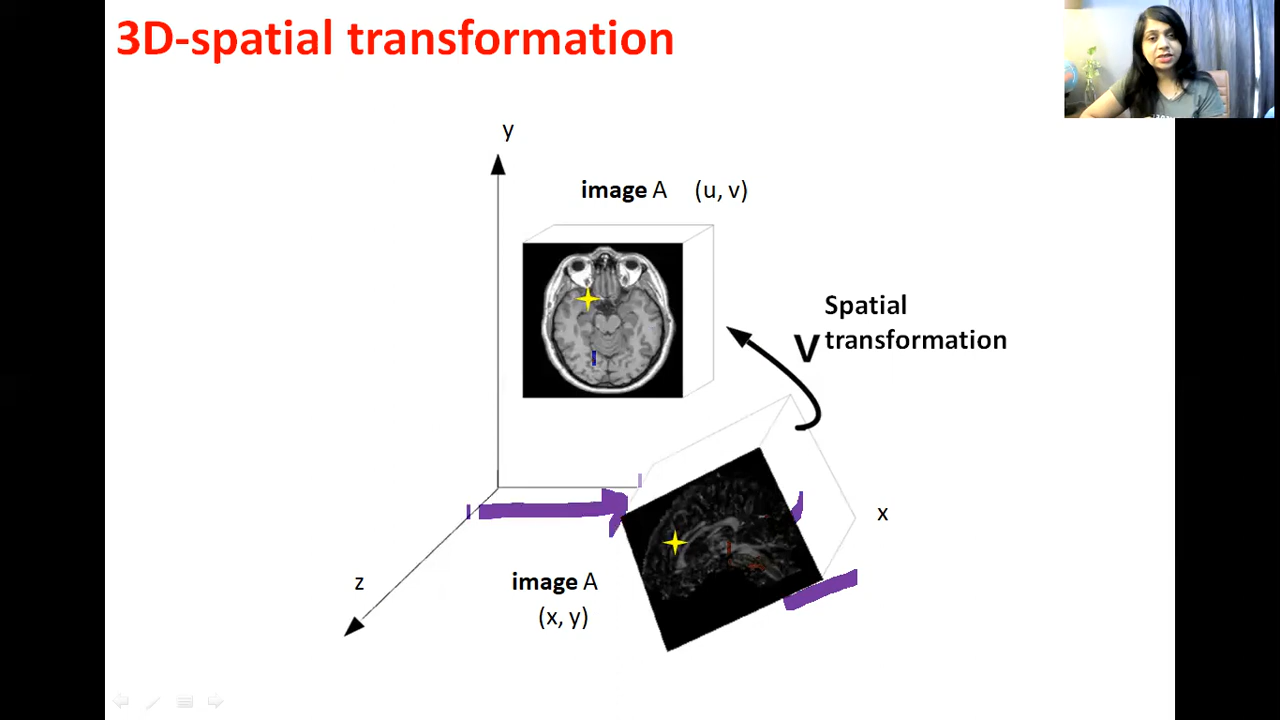 3D-spatial transformation
y
image A (u, v)
Spatial
V transformation
x
z
image A
(x, y)